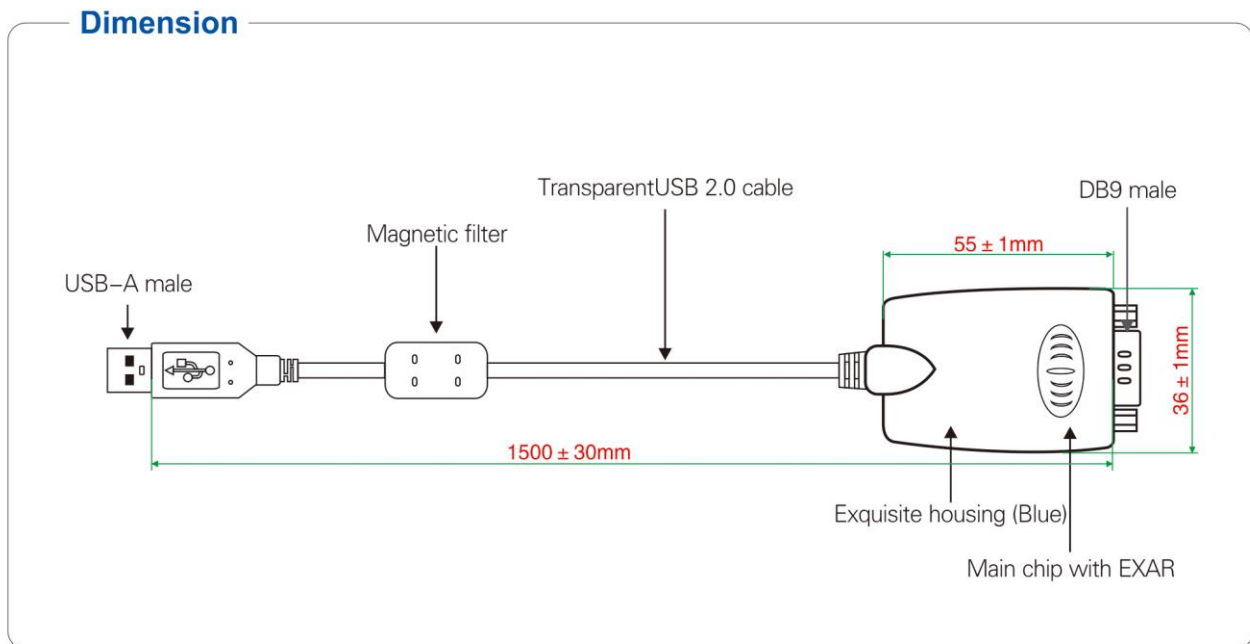 Dimension
TransparentUSB 2.0 cable
DB9 male
Magnetic filter
55 ± 1mm
USB–A male
36 ± 1mm
1500 ± 30mm
Exquisite housing (Blue)
Main chip with EXAR